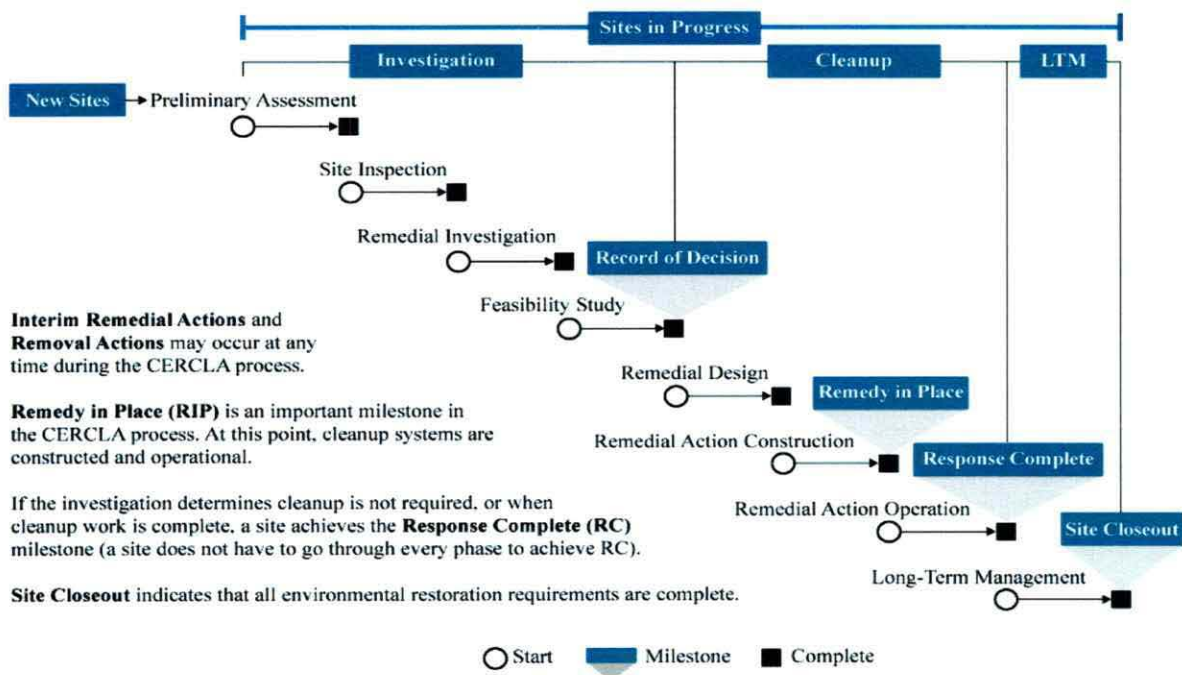 Sites in Progress
Investigation
Cleanup
LTM
New Sites
Preliminary Assessment
Site Inspection
Remedial Investigation
Record of Decision
Feasibility Study
Interim Remedial Actions and
Removal Actions may occur at any
time during the CERCLA process.
Remedial Design
Remedy in Place
Remedy in Place (RIP) is an important milestone in
the CERCLA process. At this point, cleanup systems are
constructed and operational.
Remedial Action Construction
Response Complete
If the investigation determines cleanup is not required, or when
cleanup work is complete, a site achieves the Response Complete (RC)
milestone (a site does not have to go through every phase to achieve RC).
Remedial Action Operation
Site Closeout
Long-Term Management
Site Closeout indicates that all environmental restoration requirements are complete.
Start
Milestone
Complete